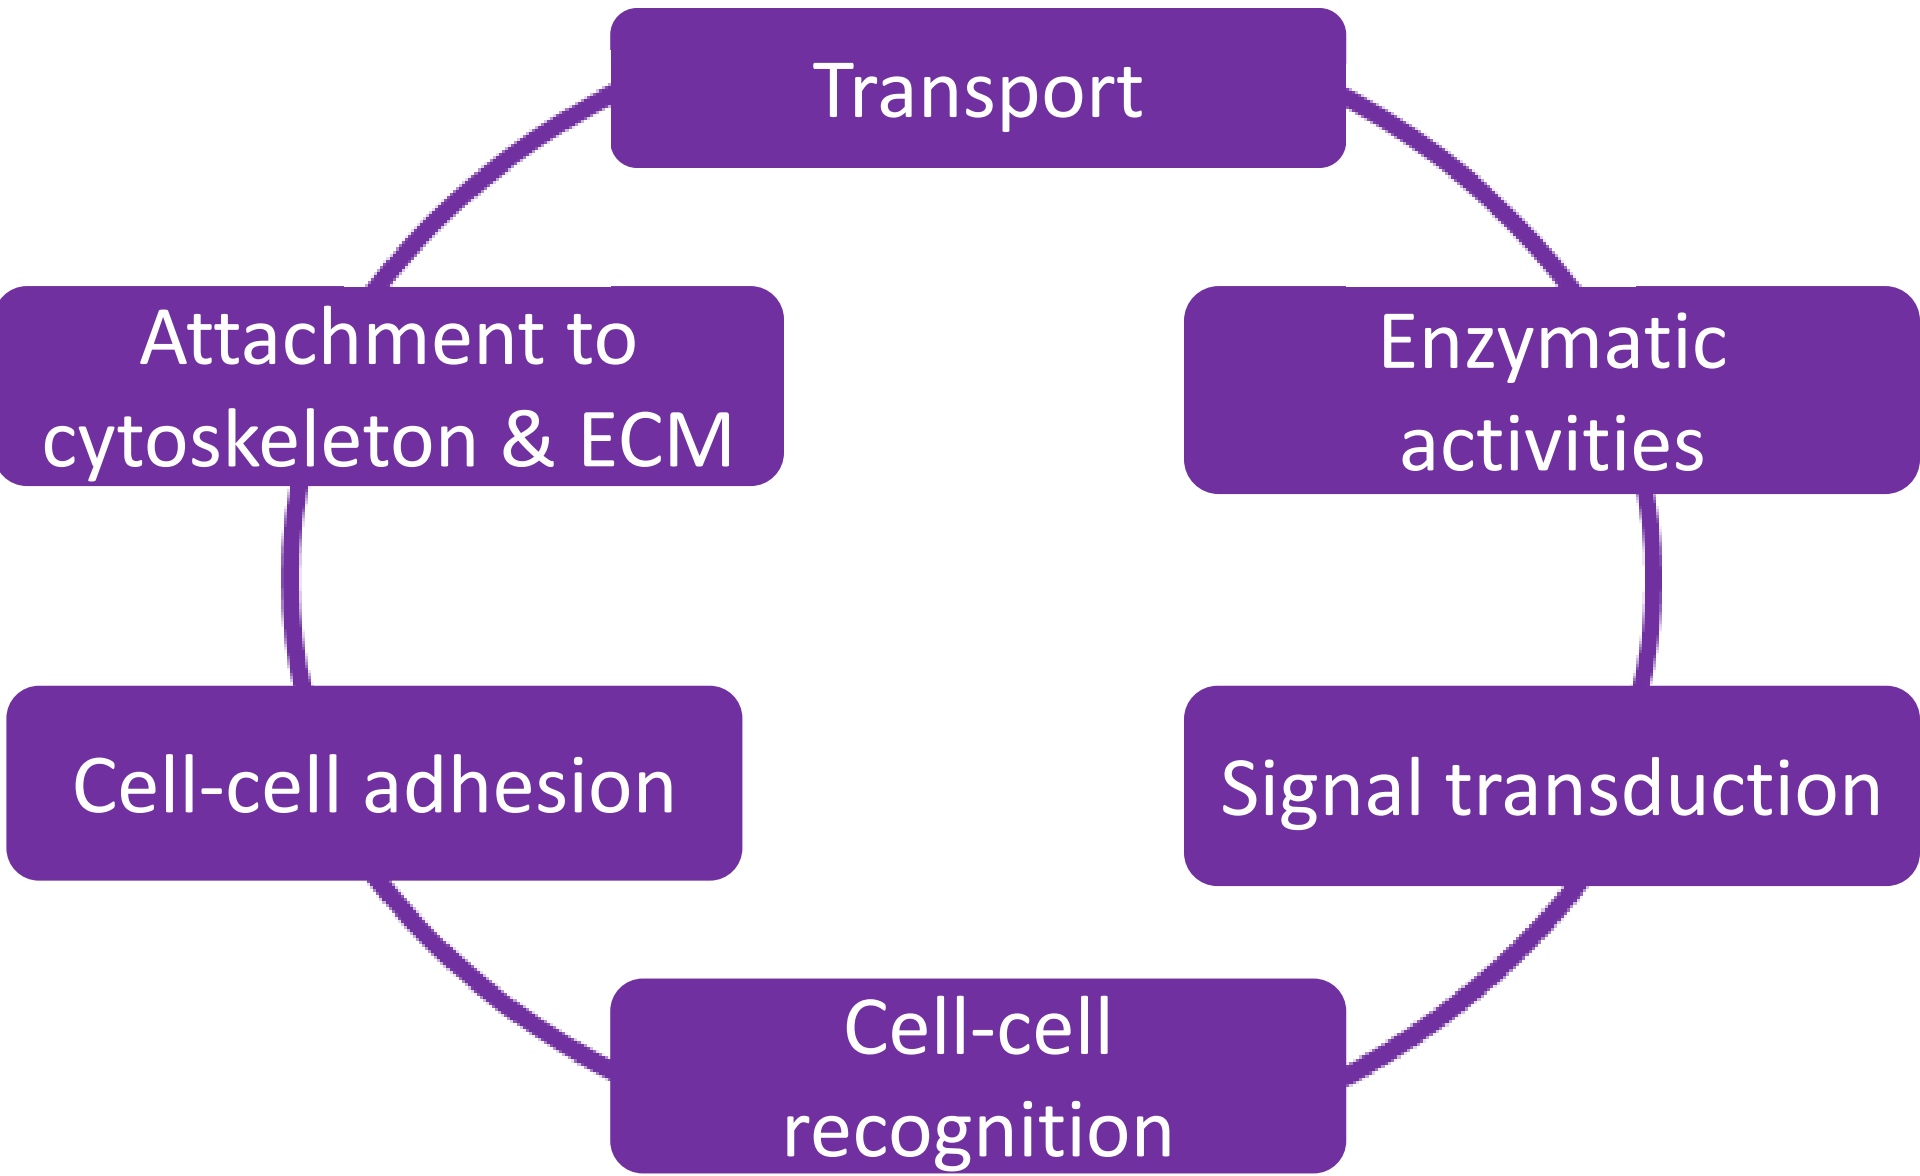 Transport
Attachment to
cytoskeleton & ECM
Enzymatic
activities
Cell-cell adhesion
Signal transduction
Cell-cell
recognition